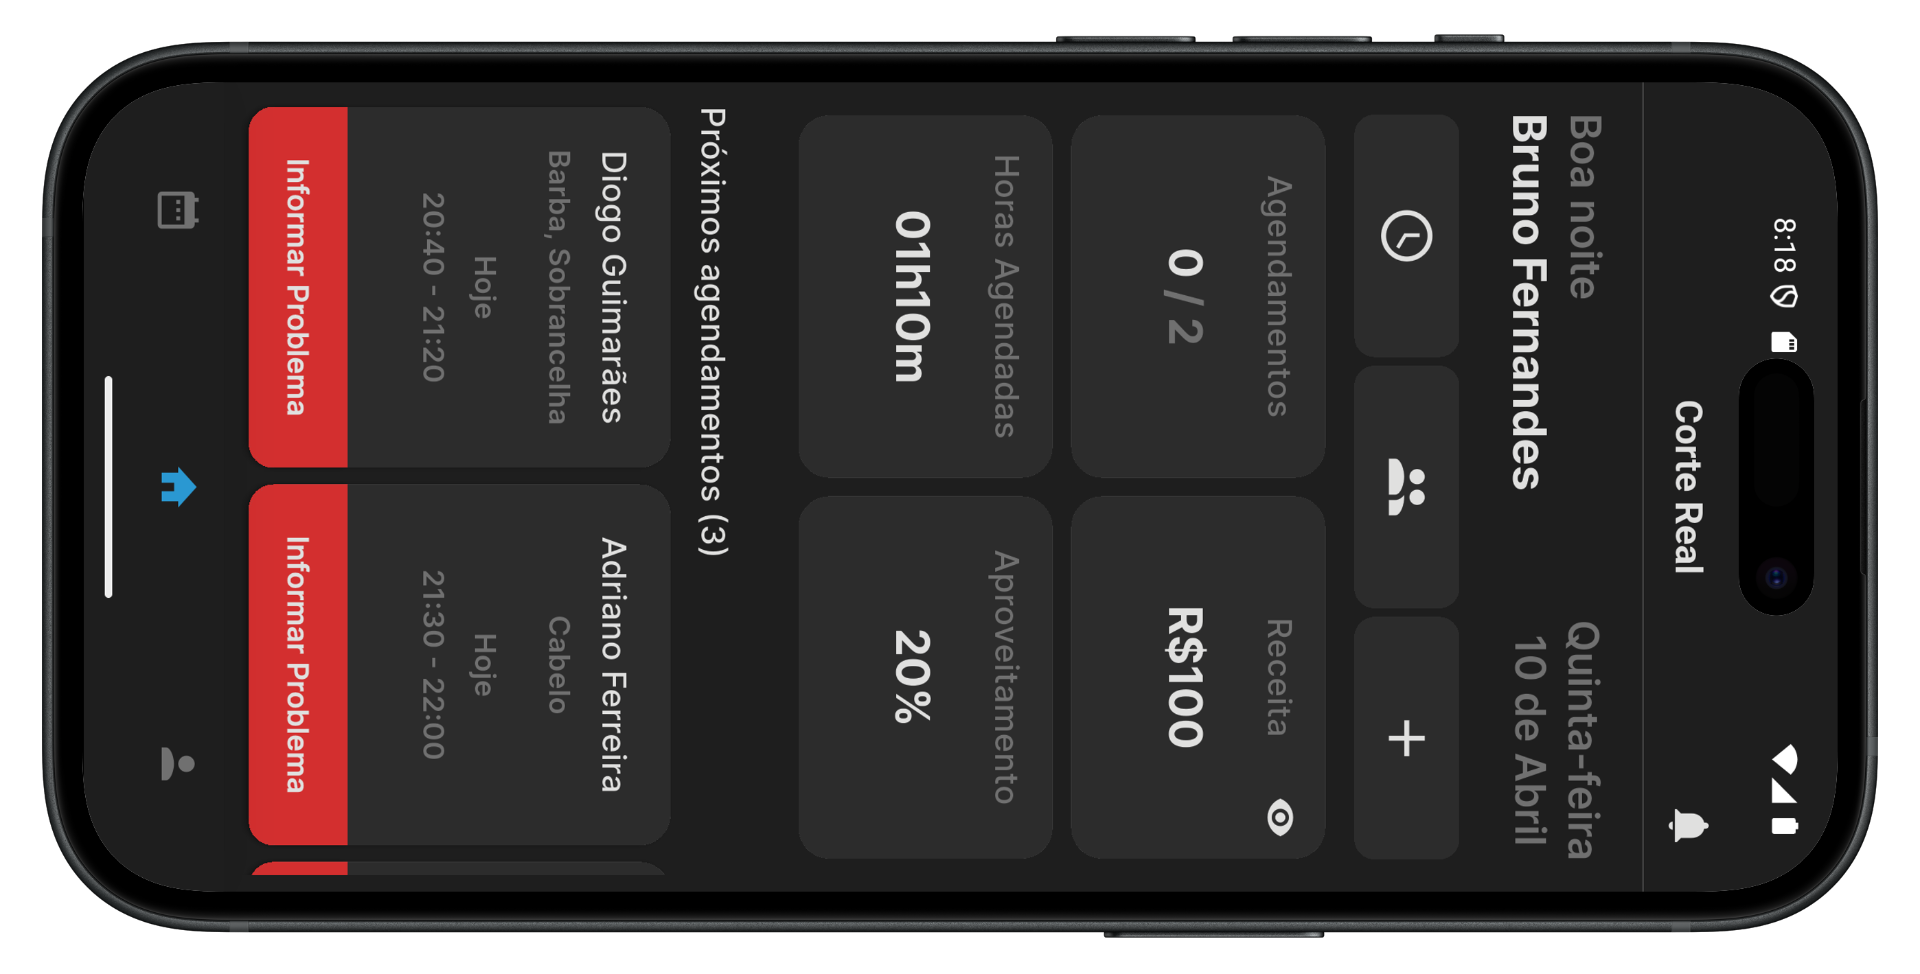 8:18
Corte Real
Boa noite
Quinta-feira
Bruno Fernandes
10 de Abril
Agendamentos
0 / 2
Receita
R$100
Horas Agendadas
01h10m
Aproveitamento
20%
Próximos agendamentos (3)
Diogo Guimarães
Barba, Sobrancelha
Hoje
20:40 - 21:20
Informar Problema
Adriano Ferreira
Cabelo
Hoje
21:30 - 22:00
Informar Problema